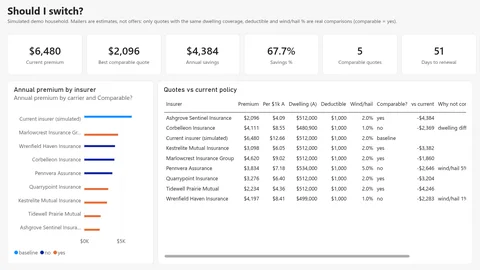 Should I switch?
Simulated demo household. Mailers are estimates, not offers: only quotes with the same dwelling coverage, deductible and wind/hail % are real comparisons (comparable = yes).
$6,480
Current premium
$2,096
Best comparable quote
$4,384
Annual savings
67.7%
Savings %
5
Comparable quotes
51
Days to renewal
Annual premium by insurer
Annual premium by carrier and Comparable?
Current insurer (simulated)
Marlowcrest Insurance Gr...
Wrenfield Haven Insurance
Corbelleon Insurance
Pennvera Assurance
Quarrypoint Insurance
Kestrelite Mutual Insurance
Tidewell Prairie Mutual
Ashgrove Sentinel Insura...
$0K $5K
baseline no yes
Quotes vs current policy
Insurer Premium Per $1k A Dwelling (A) Deductible Wind/hail Comparable? vs current Why not cor
Ashgrove Sentinel Insurance $2,096 $4.09 $512,000 $1,000 2.0% yes -$4,384
Corbelleon Insurance $4,111 $8.55 $480,900 $1,000 1.0% no -$2,369 dwelling diff
Current insurer (simulated) $6,480 $12.66 $512,000 $1,000 2.0% baseline
Kestrelite Mutual Insurance $3,098 $6.05 $512,000 $1,000 2.0% yes -$3,382
Marlowcrest Insurance Group $4,620 $9.02 $512,000 $1,000 2.0% yes -$1,860
Pennvera Assurance $3,834 $7.18 $534,000 $1,000 5.0% no -$2,646 wind/hail 5%
Quarrypoint Insurance $3,276 $6.40 $512,000 $1,000 2.0% yes -$3,204
Tidewell Prairie Mutual $2,234 $4.36 $512,000 $1,000 2.0% yes -$4,246
Wrenfield Haven Insurance $4,197 $8.41 $499,000 $1,000 1.0% no -$2,283 wind/hail 1%